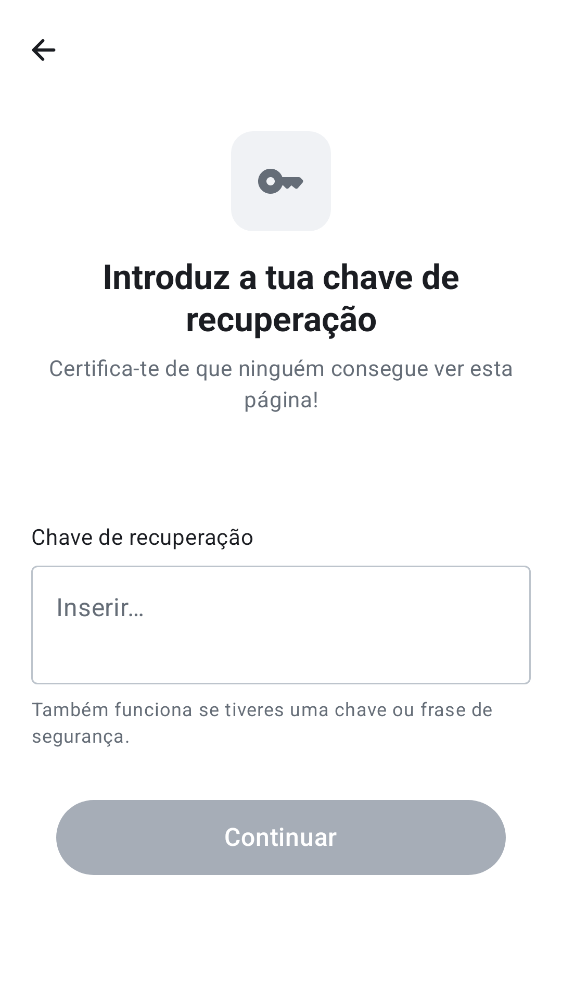 Introduz a tua chave de
recuperação
Certifica-te de que ninguém consegue ver esta
página!
Chave de recuperação
Inserir…
Também funciona se tiveres uma chave ou frase de
segurança.
Continuar